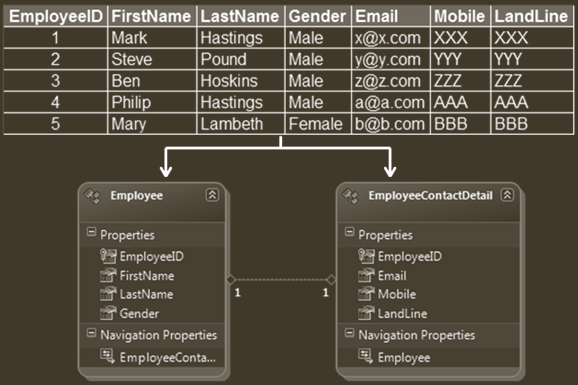 EmployeeID FirstName LastName Gender Email Mobile LandLine
1 Mark Hastings Male x@x.com XXX XXX
2 Steve Pound Male y@y.com YYY YYY
3 Ben Hoskins Male z@z.com ZZZ ZZZ
4 Philip Hastings Male a@a.com AAA AAA
5 Mary Lambeth Female b@b.com BBB BBB
Employee
Properties
EmployeeID
FirstName
LastName
Gender
Navigation Properties
EmployeeConta...
1 1
EmployeeContactDetail
Properties
EmployeeID
Email
Mobile
LandLine
Navigation Properties
Employee